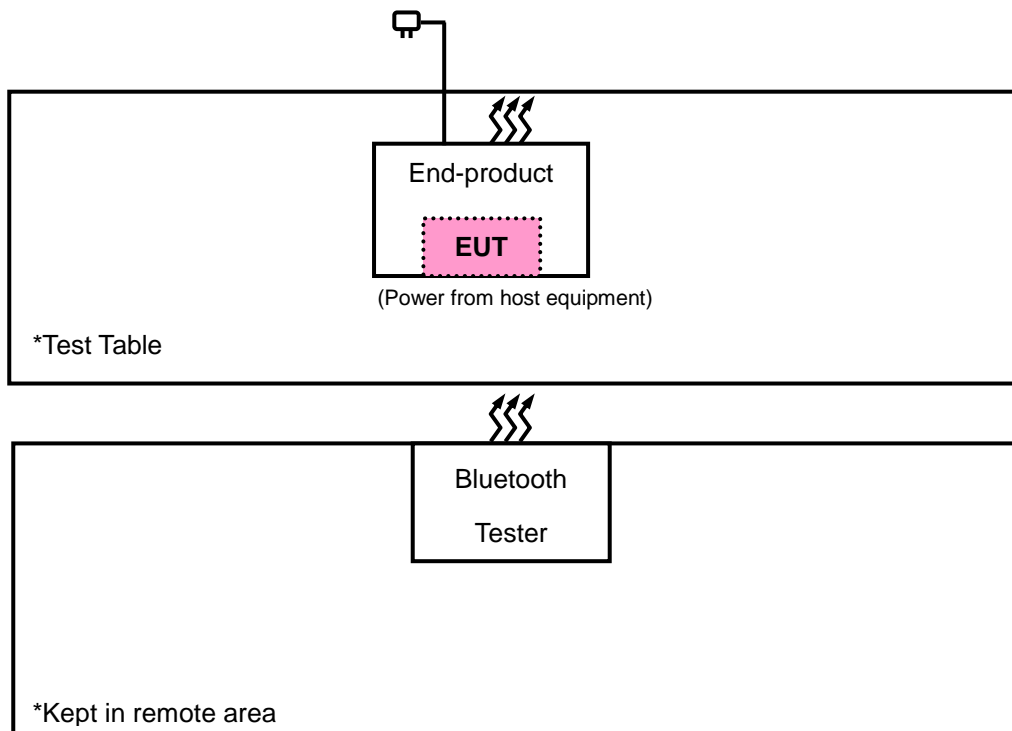 End-product
EUT
(Power from host equipment)
*Test Table
Bluetooth
Tester
*Kept in remote area